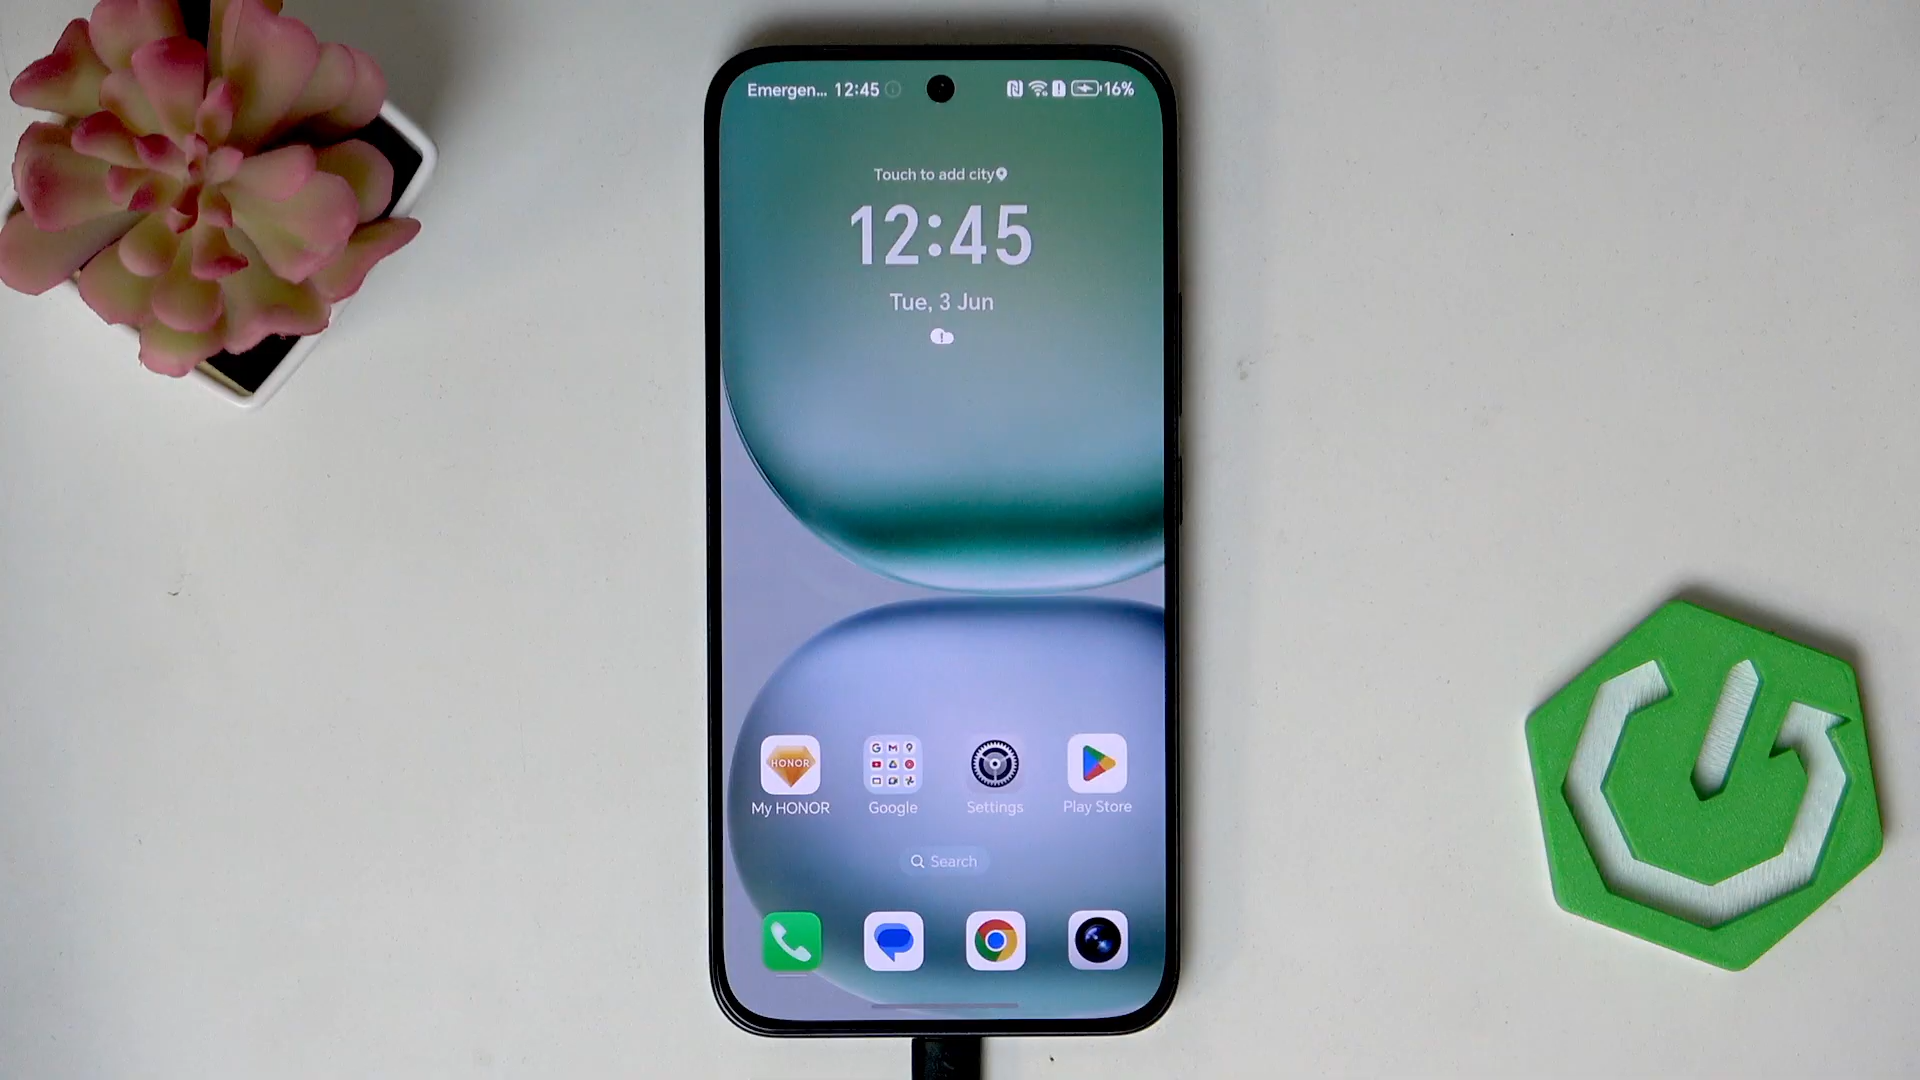 Emergen... 12:45 16%
Touch to add city
12:45
Tue, 3 Jun
HONOR
My HONOR Google Settings Play Store
Search